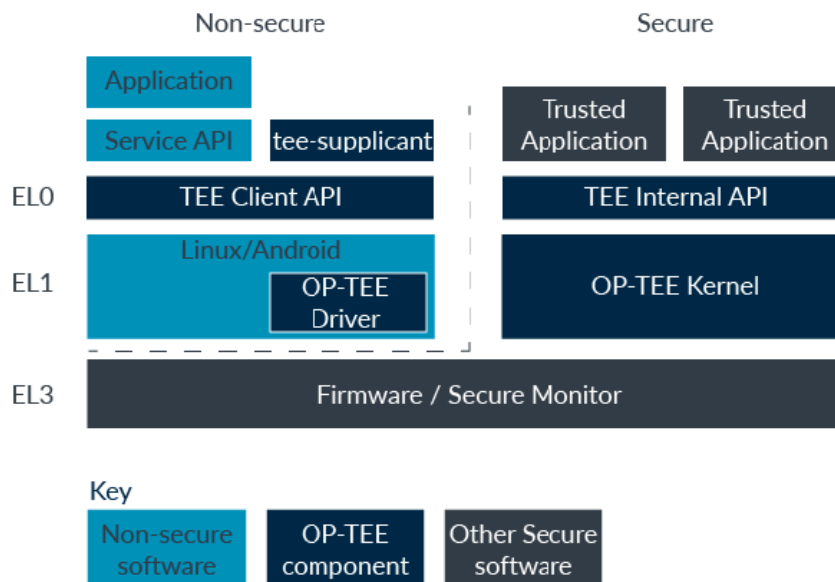 Non-secure
Secure
Application
Service API
tee-supplicant
Trusted
Application
Trusted
Application
EL0
TEE Client API
TEE Internal API
EL1
Linux/Android
OP-TEE
Driver
OP-TEE Kernel
EL3
Firmware / Secure Monitor
Key
Non-secure
software
OP-TEE
component
Other Secure
software